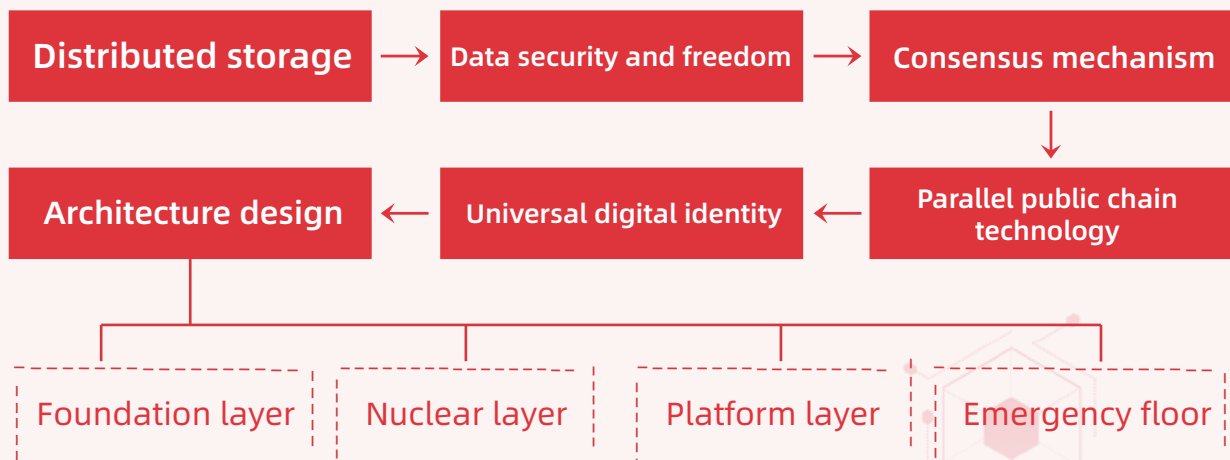 Distributed storage
Data security and freedom
Consensus mechanism
Architecture design
Universal digital identity
Parallel public chain
technology
Foundation layer
Nuclear layer
Platform layer
Emergency floor